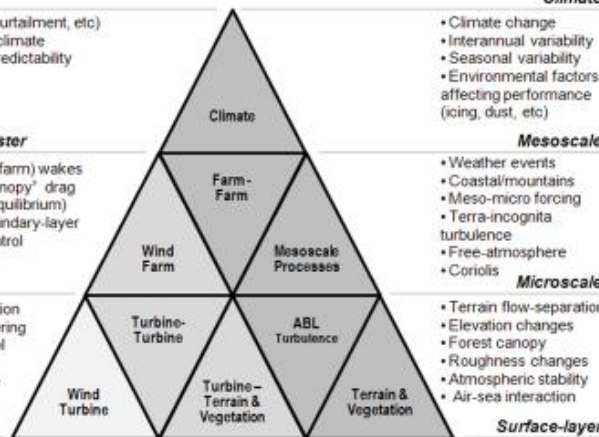 Climate
urtailment, etc)
climate
redictability
• Climate change
• Interannual variability
• Seasonal variability
• Environmental factors
affecting performance
(icing, dust, etc)
Climate
ster
Mesoscale
farm) wakes
nopy" drag
quilibrium)
undary-layer
trol
• Weather events
• Coastal/mountains
• Meso-micro forcing
• Terra-incognita
turbulence
• Free-atmosphere
• Coriolis
Farm-
Farm
Wind
Farm
Mesoscale
Processes
Microscale
tion
ering
• Terrain flow-separation
• Elevation changes
• Forest canopy
• Roughness changes
• Atmospheric stability
• Air-sea interaction
Turbine-
Turbine
ABL
Turbulence
Wind
Turbine
Turbine–
Terrain &
Vegetation
Terrain &
Vegetation
Surface-layer